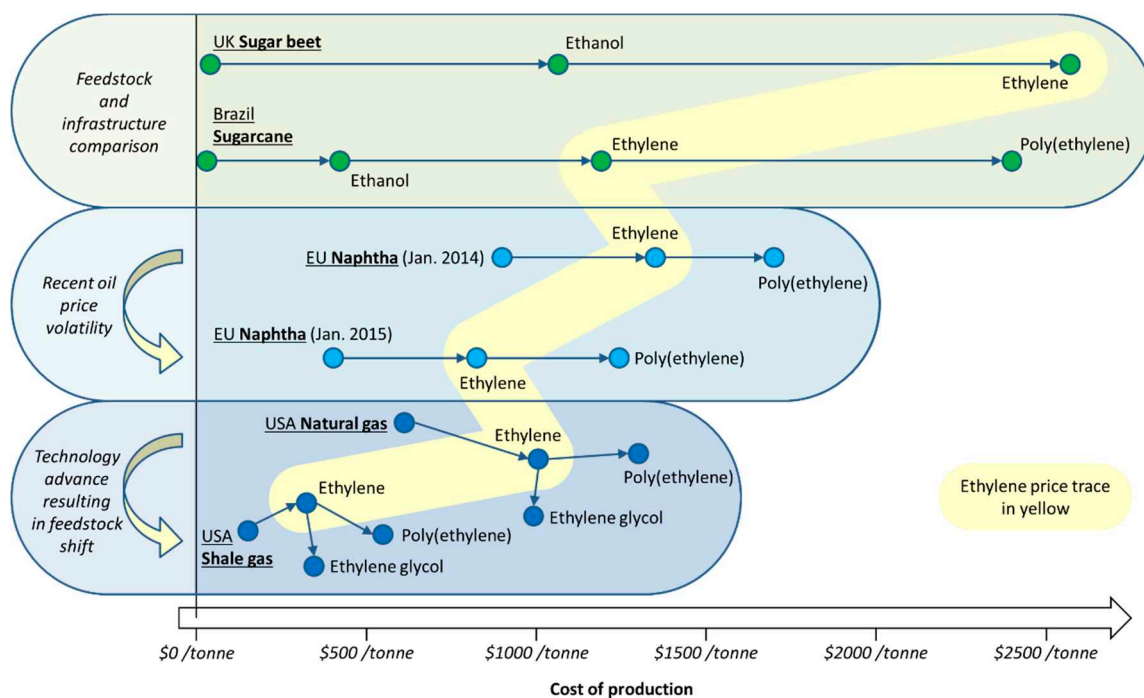 Feedstock
and
infrastructure
comparison
UK Sugar beet
Ethanol
Ethylene
Brazil
Sugarcane
Ethanol
Ethylene
Poly(ethylene)
Recent oil
price
volatility
EU Naphtha (Jan. 2014)
Ethylene
Poly(ethylene)
EU Naphtha (Jan. 2015)
Ethylene
Poly(ethylene)
Technology
advance
resulting
in feedstock
shift
USA Natural gas
Ethylene
Poly(ethylene)
Ethylene glycol
USA
Shale gas
Ethylene
Poly(ethylene)
Ethylene glycol
Ethylene price trace
in yellow
$0 /tonne
$500 /tonne
$1000 /tonne
$1500 /tonne
$2000 /tonne
$2500 /tonne
Cost of production